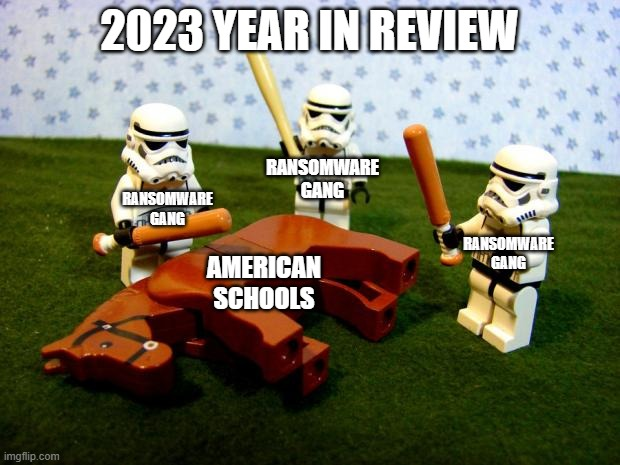 2023 YEAR IN REVIEW
RANSOMWARE
GANG
RANSOMWARE
GANG
RANSOMWARE
GANG
AMERICAN
SCHOOLS
imgflip.com